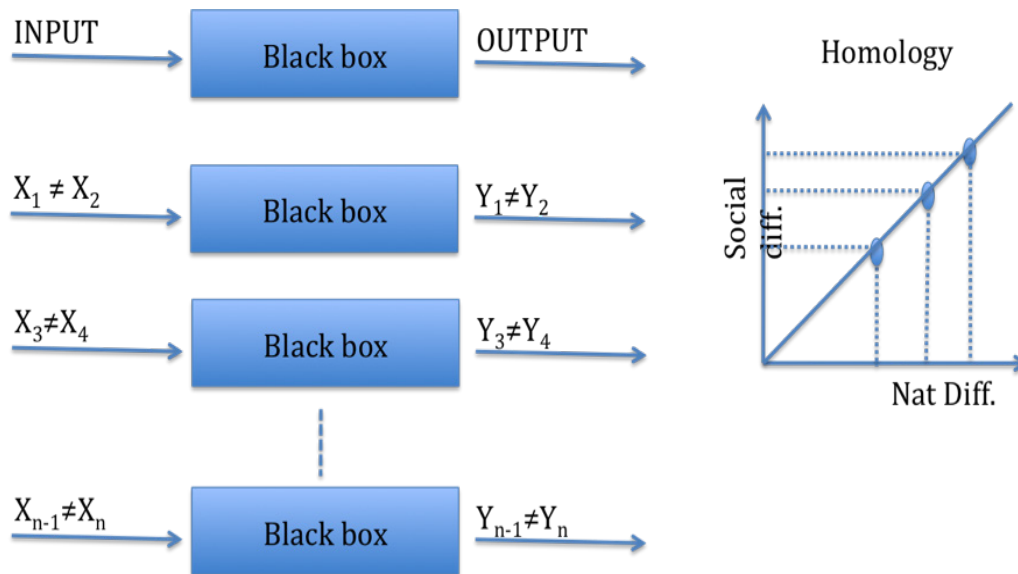 INPUT
Black box
OUTPUT
X₁ ≠ X₂
Black box
Y₁≠Y₂
X₃≠X₄
Black box
Y₃≠Y₄
Xₙ₋₁≠Xₙ
Black box
Yₙ₋₁≠Yₙ
Homology
Social
diff.
Nat Diff.